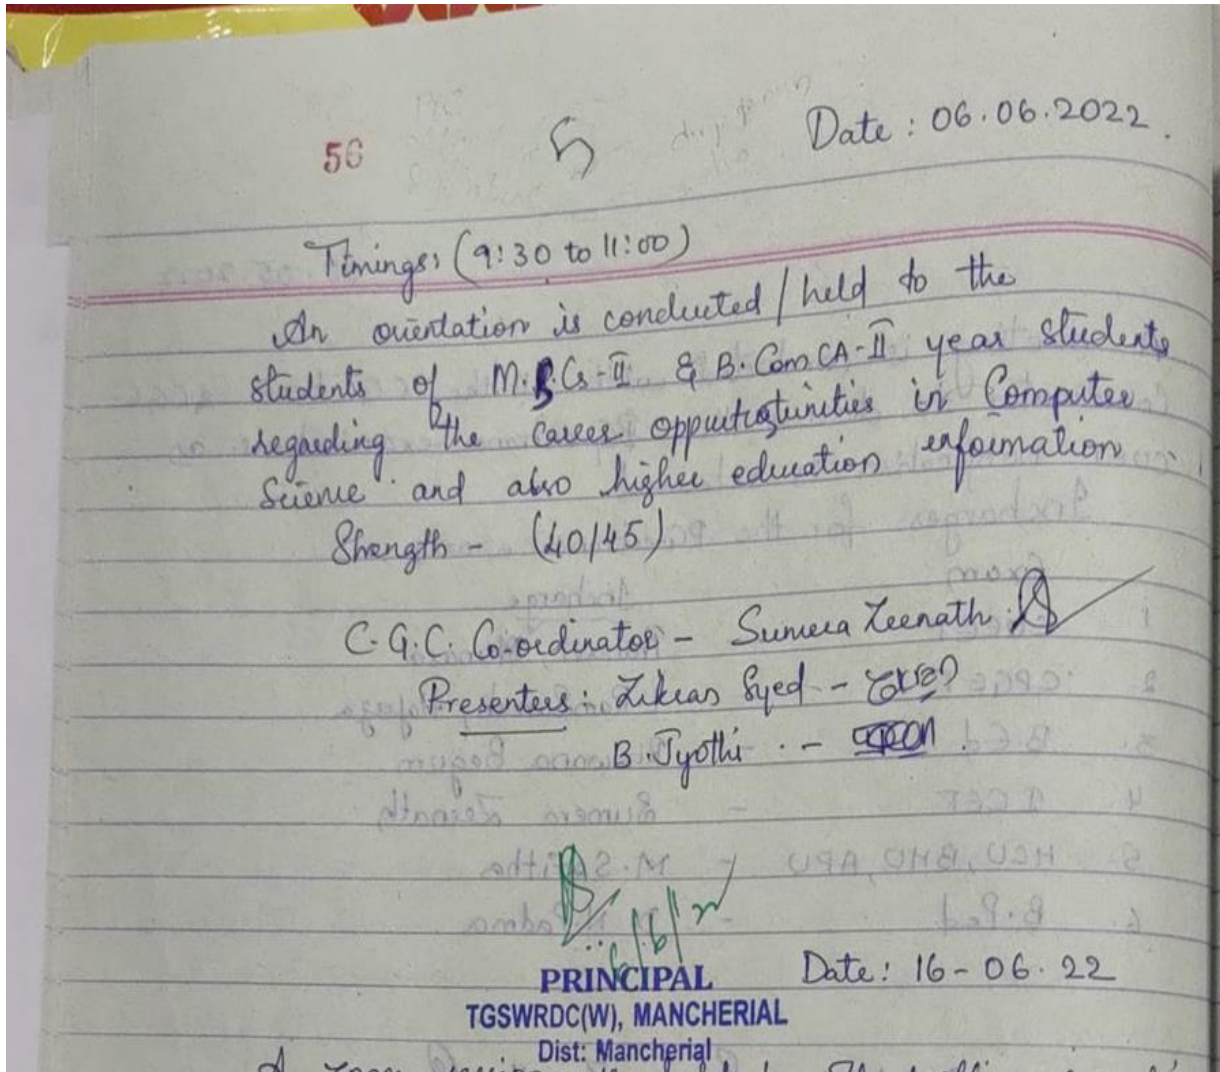 56
5
Date : 06.06.2022.
Timings: (9:30 to 11:00)
An orientation is conducted / held to the
students of M.S.Cs-II & B.Com CA-II year students
regarding the career opportunities in Computer
Science and also higher education information
Strength - (40/45)
C.G.C. Co-ordinator - Sumera Zeenath
Presenters : Zikras Syed -
B. Jyothi -
PRINCIPAL
TGSWRDC(W), MANCHERIAL
Dist: Mancherial
Date: 16-06.22